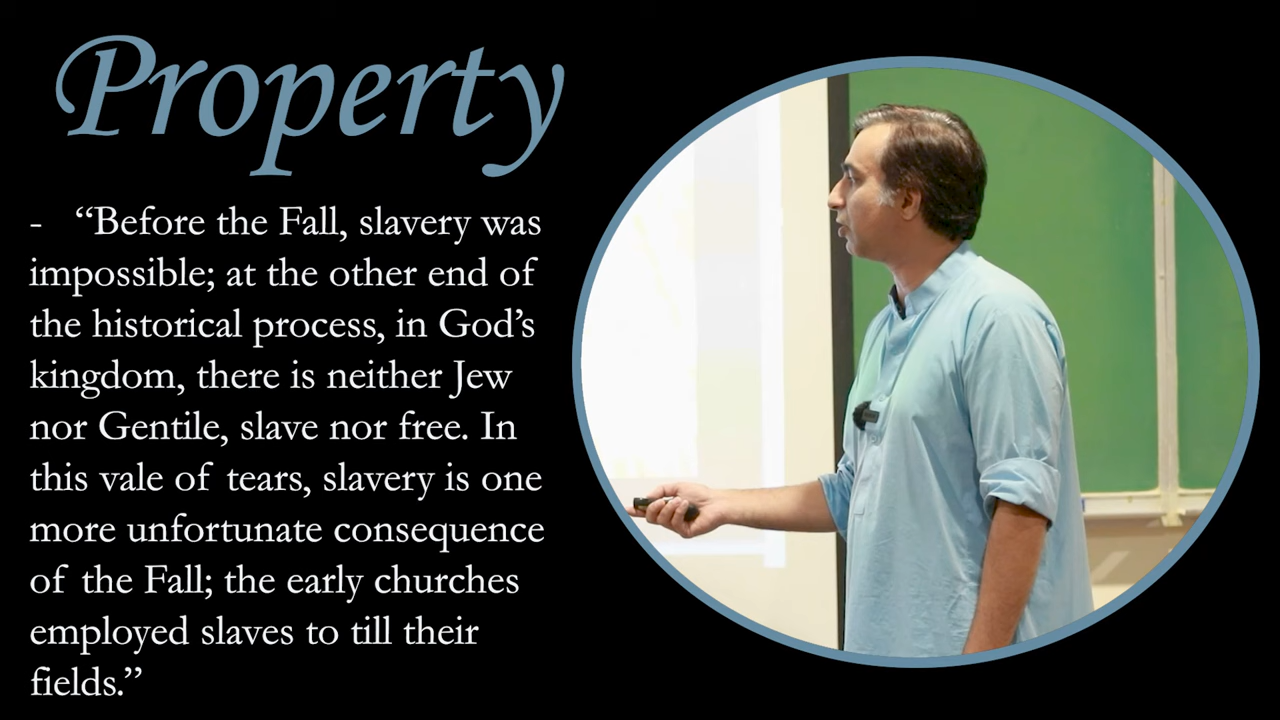 Property
- “Before the Fall, slavery was
impossible; at the other end of
the historical process, in God’s
kingdom, there is neither Jew
nor Gentile, slave nor free. In
this vale of tears, slavery is one
more unfortunate consequence
of the Fall; the early churches
employed slaves to till their
fields.”